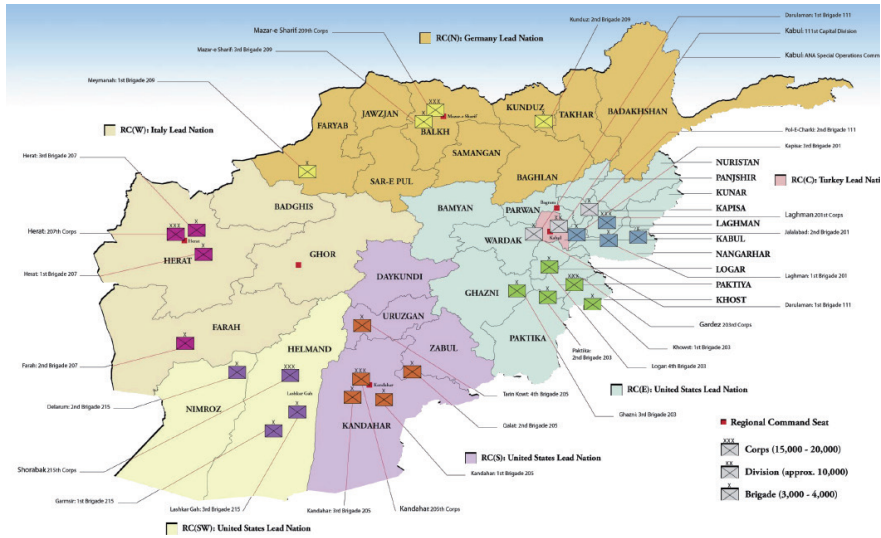 Mazar-e Sharif 209th Corps
Mazar-e Sharif: 3rd Brigade 209
Meymanah: 1st Brigade 209
RC(N): Germany Lead Nation
Kunduz: 2nd Brigade 209
Darulaman: 1st Brigade 111
Kabul: 111st Capital Division
Kabul: ANA Special Operations Comm
Pol-E-Charki: 2nd Brigade 111
Kapisa: 3rd Brigade 201
RC(W): Italy Lead Nation
Herat: 3rd Brigade 207
Herat: 207th Corps
Herat: 1st Brigade 207
Farah: 2nd Brigade 207
Delaram: 2nd Brigade 215
Shorabak 215th Corps
Garmsir: 1st Brigade 215
Lashkar Gah: 3rd Brigade 215
RC(SW): United States Lead Nation
FARYAB
JAWZJAN
BALKH
Mazar-e-Sharif
KUNDUZ
TAKHAR
BADAKHSHAN
SAMANGAN
BAGHLAN
SAR-E PUL
BADGHIS
HERAT
Herat
GHOR
FARAH
BAMYAN
PARWAN
Bagram
WARDAK
Kabul
DAYKUNDI
URUZGAN
GHAZNI
PAKTIKA
ZABUL
HELMAND
Lashkar Gah
NIMROZ
KANDAHAR
Kandahar
NURISTAN
PANJSHIR
KUNAR
KAPISA
LAGHMAN
KABUL
NANGARHAR
LOGAR
PAKTIYA
KHOST
RC(C): Turkey Lead Nati
Laghman 201st Corps
Jalalabad: 2nd Brigade 201
Laghman: 1st Brigade 201
Darulaman: 1st Brigade 111
Gardez 203rd Corps
Khowst: 1st Brigade 203
Paktika:
2nd Brigade 203
Logar: 4th Brigade 203
Ghazni: 3rd Brigade 203
RC(E): United States Lead Nation
Tarin Kowt: 4th Brigade 205
Qalat: 2nd Brigade 205
RC(S): United States Lead Nation
Kandahar: 1st Brigade 205
Kandahar: 3rd Brigade 205
Kandahar: 205th Corps
Regional Command Seat
XXX
Corps (15,000 - 20,000)
XX
Division (approx. 10,000)
X
Brigade (3,000 - 4,000)